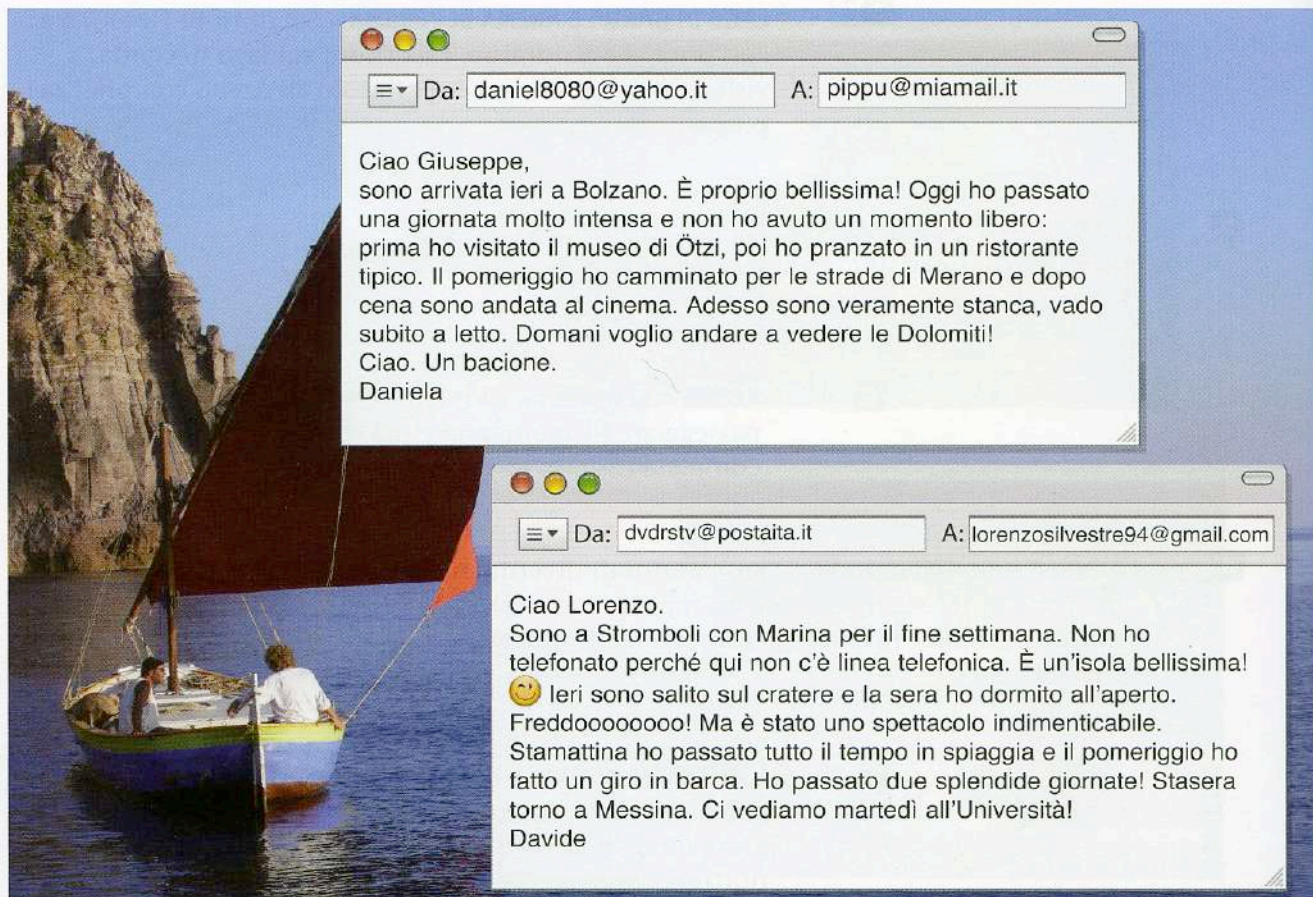 Da: daniel8080@yahoo.it A: pippu@miamail.it
Ciao Giuseppe,
sono arrivata ieri a Bolzano. È proprio bellissima! Oggi ho passato
una giornata molto intensa e non ho avuto un momento libero:
prima ho visitato il museo di Ötzi, poi ho pranzato in un ristorante
tipico. Il pomeriggio ho camminato per le strade di Merano e dopo
cena sono andata al cinema. Adesso sono veramente stanca, vado
subito a letto. Domani voglio andare a vedere le Dolomiti!
Ciao. Un bacione.
Daniela
Da: dvdrstv@postaita.it A: lorenzosilvestre94@gmail.com
Ciao Lorenzo.
Sono a Stromboli con Marina per il fine settimana. Non ho
telefonato perché qui non c'è linea telefonica. È un'isola bellissima!
Ieri sono salito sul cratere e la sera ho dormito all'aperto.
Freddoooooooo! Ma è stato uno spettacolo indimenticabile.
Stamattina ho passato tutto il tempo in spiaggia e il pomeriggio ho
fatto un giro in barca. Ho passato due splendide giornate! Stasera
torno a Messina. Ci vediamo martedì all'Università!
Davide